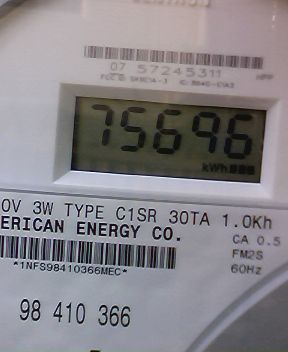 07 57245311 HPP
75696
kWh
0V 3W TYPE C1SR 30TA 1.0Kh
ERICAN ENERGY CO. CA 0.5
*1NFS98410366MEC* FM2S
60Hz
98 410 366